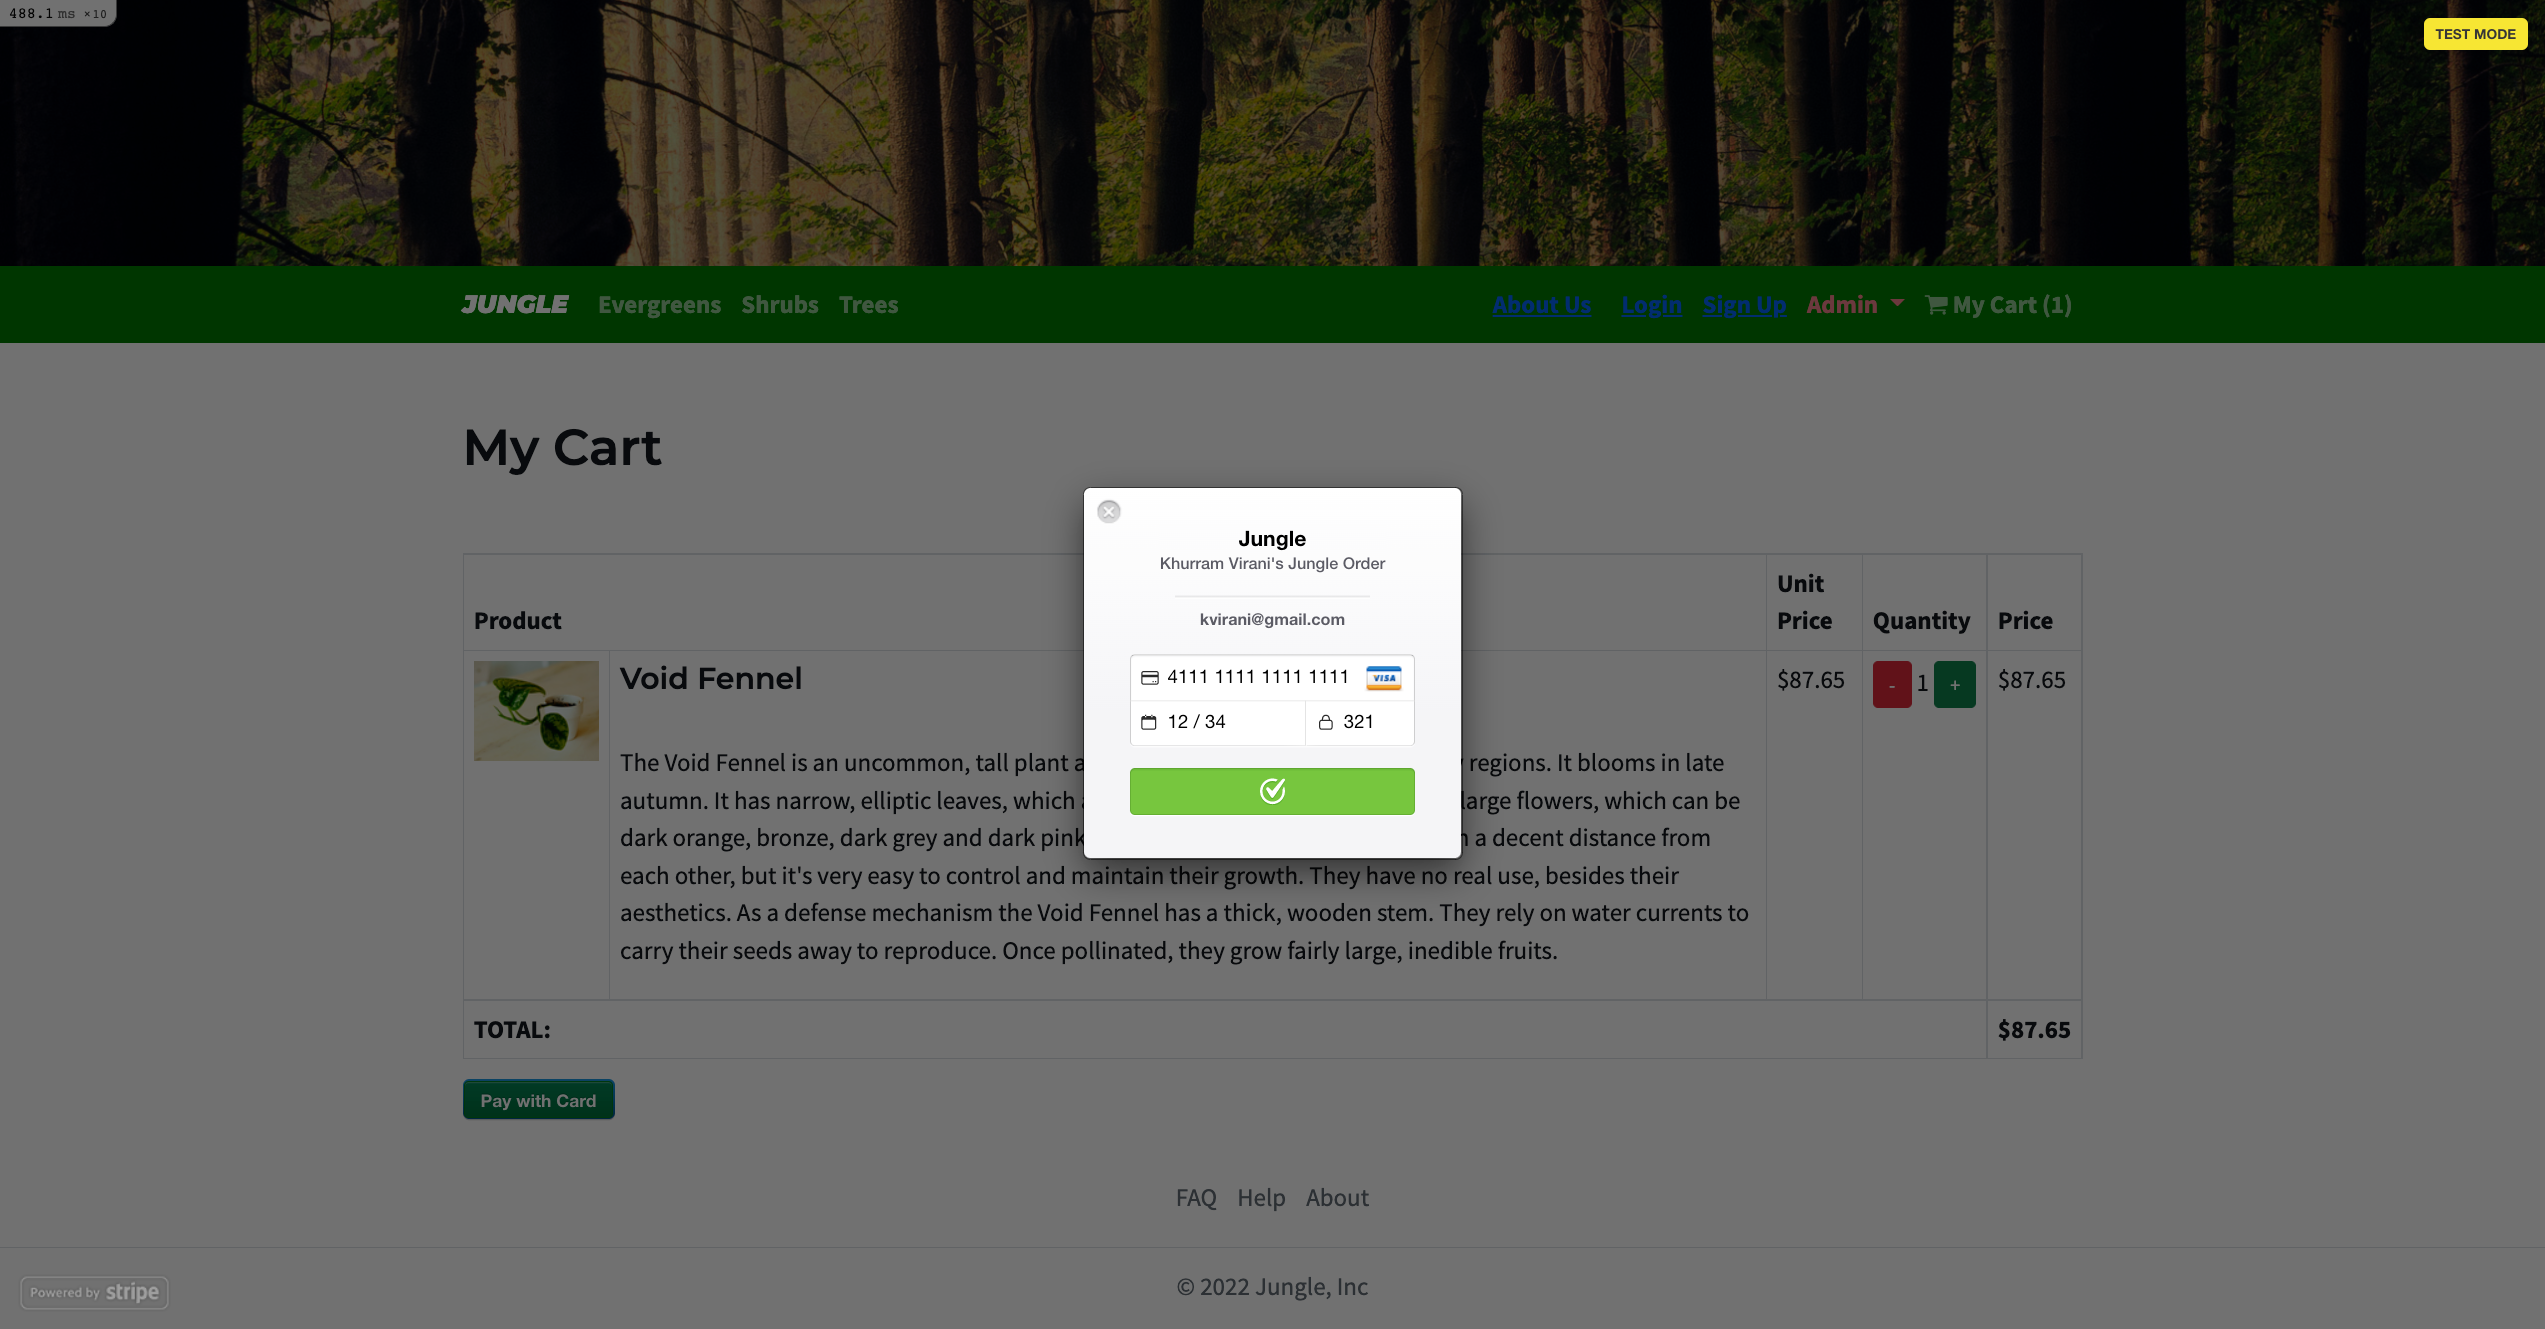 488.1 ms ×10
TEST MODE
JUNGLE Evergreens Shrubs Trees About Us Login Sign Up Admin My Cart (1)
My Cart
Product Unit Price Quantity Price
Void Fennel $87.65 - 1 + $87.65
The Void Fennel is an uncommon, tall plant regions. It blooms in late
autumn. It has narrow, elliptic leaves, which large flowers, which can be
dark orange, bronze, dark grey and dark pink a decent distance from
each other, but it's very easy to control and maintain their growth. They have no real use, besides their
aesthetics. As a defense mechanism the Void Fennel has a thick, wooden stem. They rely on water currents to
carry their seeds away to reproduce. Once pollinated, they grow fairly large, inedible fruits.
TOTAL: $87.65
Pay with Card
Jungle
Khurram Virani's Jungle Order
kvirani@gmail.com
4111 1111 1111 1111 VISA
12 / 34 321
FAQ Help About
Powered by stripe
© 2022 Jungle, Inc